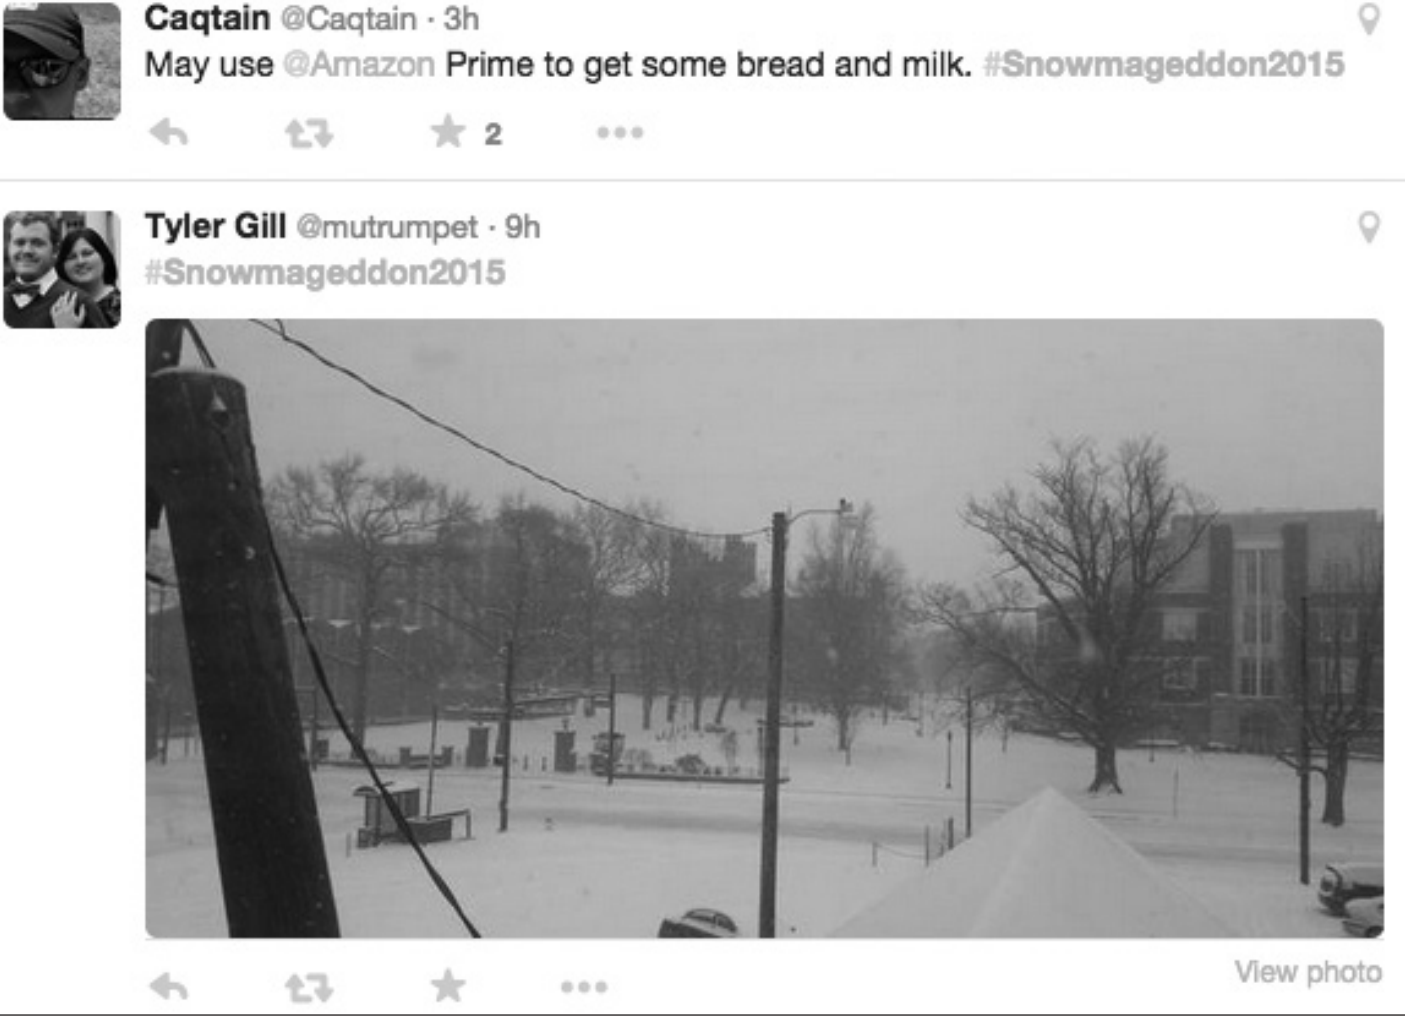 Caqtain @Caqtain · 3h
May use @Amazon Prime to get some bread and milk. #Snowmageddon2015
2
Tyler Gill @mutrumpet · 9h
#Snowmageddon2015
View photo